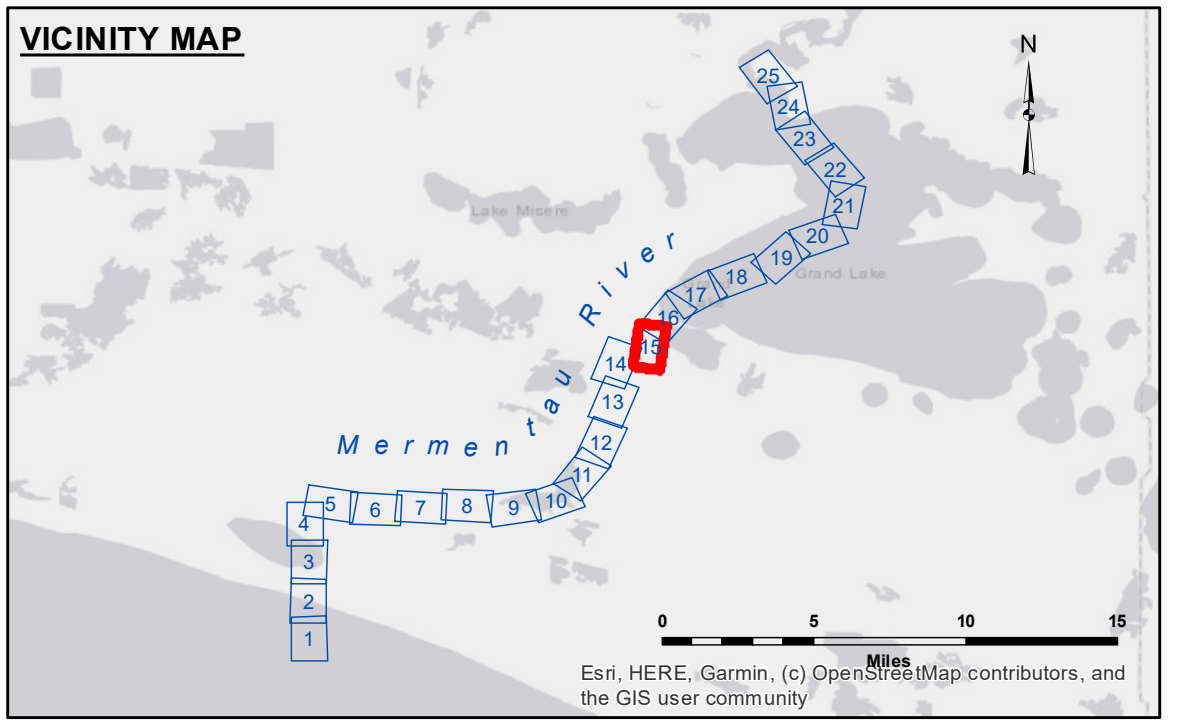 VICINITY MAP
N
25
24
23
22
21
20
19
18
17
16
15
14
13
12
11
10
9
8
7
6
5
4
3
2
1
Lake Misere
Grand Lake
Mermentau River
0 5 10 15
Miles
Esri, HERE, Garmin, (c) OpenStreetMap contributors, and
the GIS user community